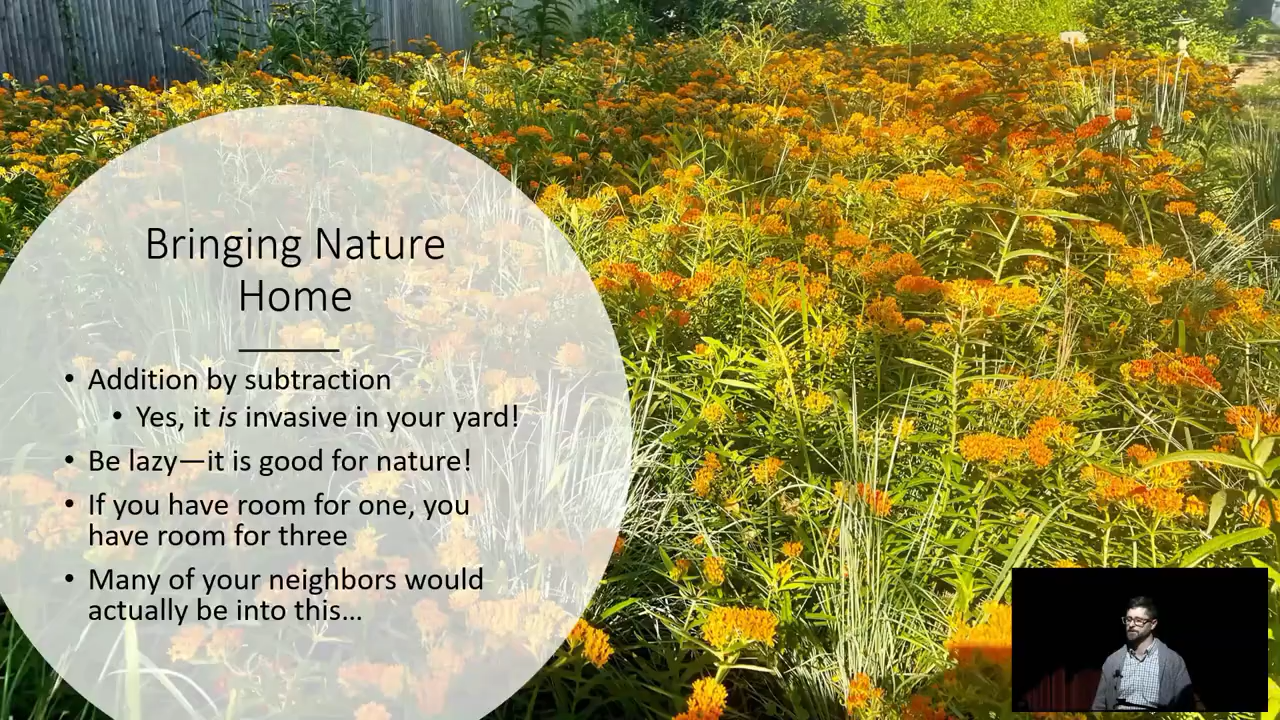 Bringing Nature
Home
• Addition by subtraction
• Yes, it is invasive in your yard!
• Be lazy—it is good for nature!
• If you have room for one, you
have room for three
• Many of your neighbors would
actually be into this…